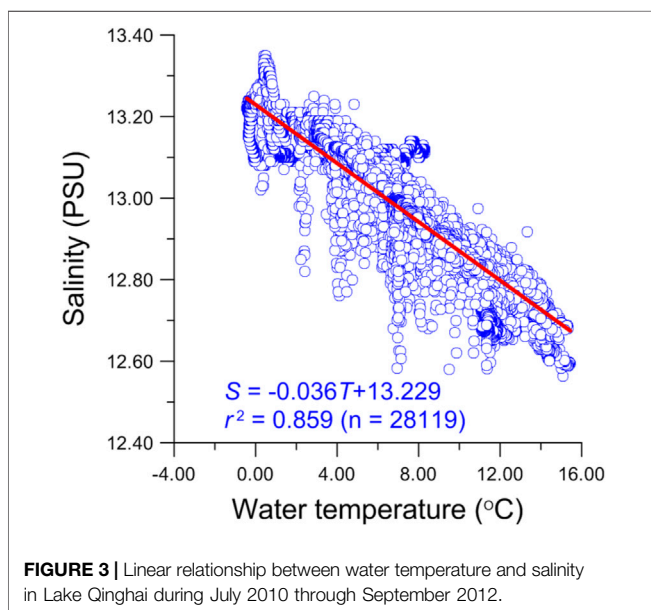 13.40
13.20
13.00
12.80
12.60
12.40
Salinity (PSU)
S = -0.036T+13.229
r² = 0.859 (n = 28119)
-4.00 0.00 4.00 8.00 12.00 16.00
Water temperature (°C)
FIGURE 3 | Linear relationship between water temperature and salinity
in Lake Qinghai during July 2010 through September 2012.